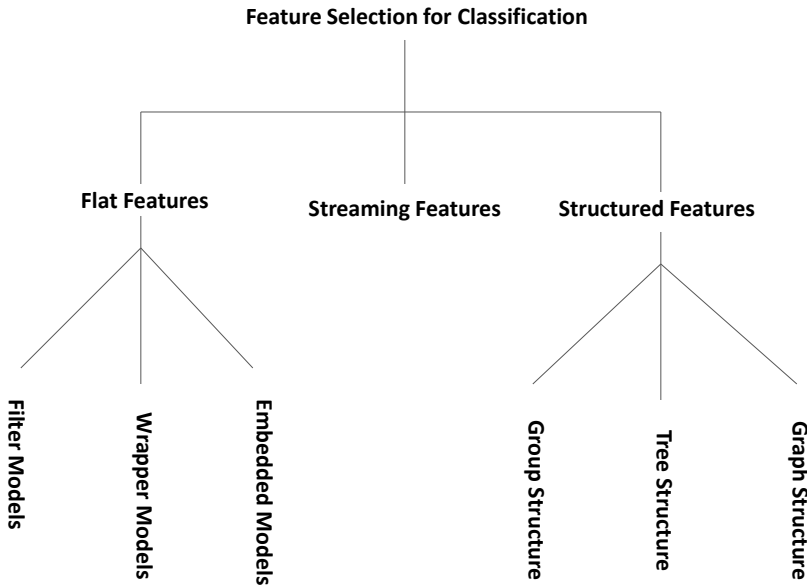 Feature Selection for Classification
Flat Features
Streaming Features
Structured Features
Filter Models
Wrapper Models
Embedded Models
Group Structure
Tree Structure
Graph Structure